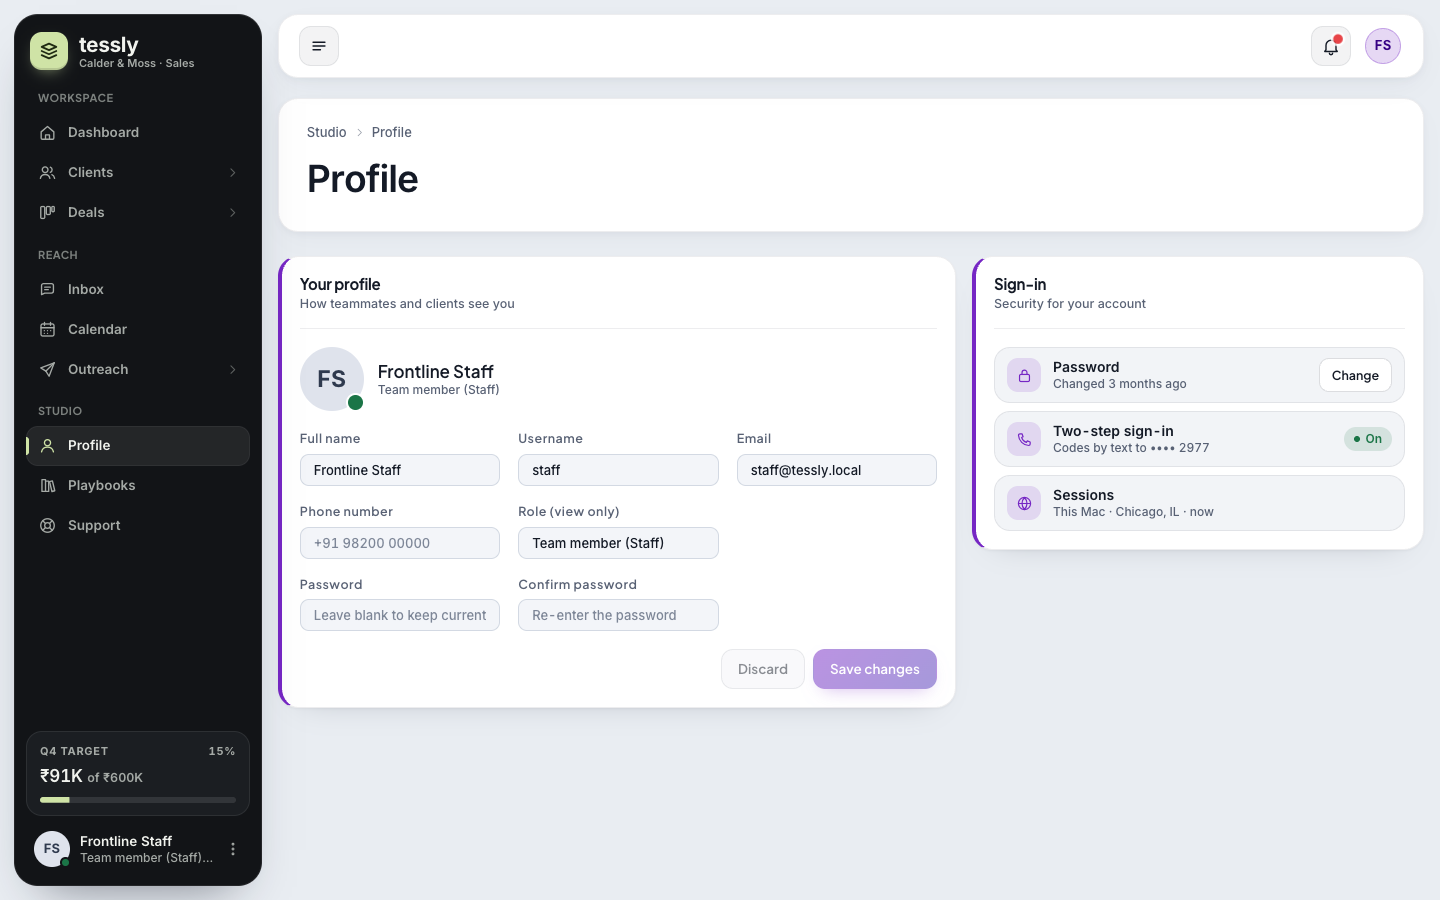 tessly
Calder & Moss · Sales
WORKSPACE
Dashboard
Clients
Deals
REACH
Inbox
Calendar
Outreach
STUDIO
Profile
Playbooks
Support
Q4 TARGET 15%
₹91K of ₹600K
FS
Frontline Staff
Team member (Staff)...
FS
Studio Profile
Profile
Your profile
How teammates and clients see you
FS
Frontline Staff
Team member (Staff)
Full name Username Email
Frontline Staff staff staff@tessly.local
Phone number Role (view only)
+91 98200 00000 Team member (Staff)
Password Confirm password
Leave blank to keep current Re-enter the password
Discard Save changes
Sign-in
Security for your account
Password
Changed 3 months ago
Change
Two-step sign-in
Codes by text to •••• 2977
On
Sessions
This Mac · Chicago, IL · now